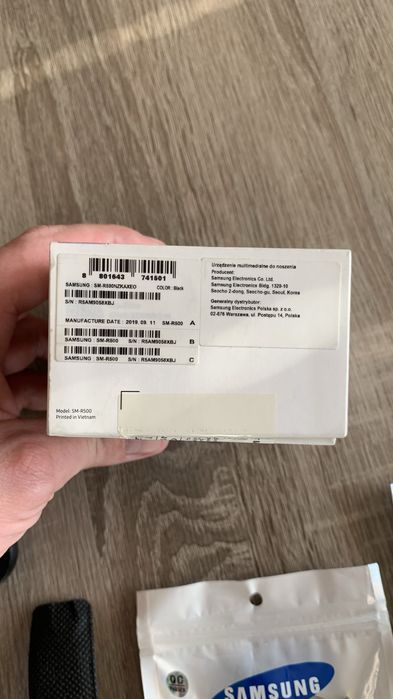 8 801643 741501
SAMSUNG : SM-R500NZKAXEO COLOR : Black
S/N : R5AM9058XBJ
MANUFACTURE DATE : 2019. 09. 11 SM-R500 A
SAMSUNG SM-R500 S/N : R5AM9058XBJ B
SAMSUNG SM-R500 S/N : R5AM9058XBJ C
Urządzenie multimedialne do noszenia
Producent:
Samsung Electronics Co. Ltd.
Samsung Electronics Bldg. 1320-10
Seocho 2-dong, Seocho-gu, Seoul, Korea
Generalny dystrybutor:
Samsung Electronics Polska sp. z o.o.
02-676 Warszawa, ul. Postępu 14, Polska
Model: SM-R500
Printed in Vietnam
QC
SAMSUNG